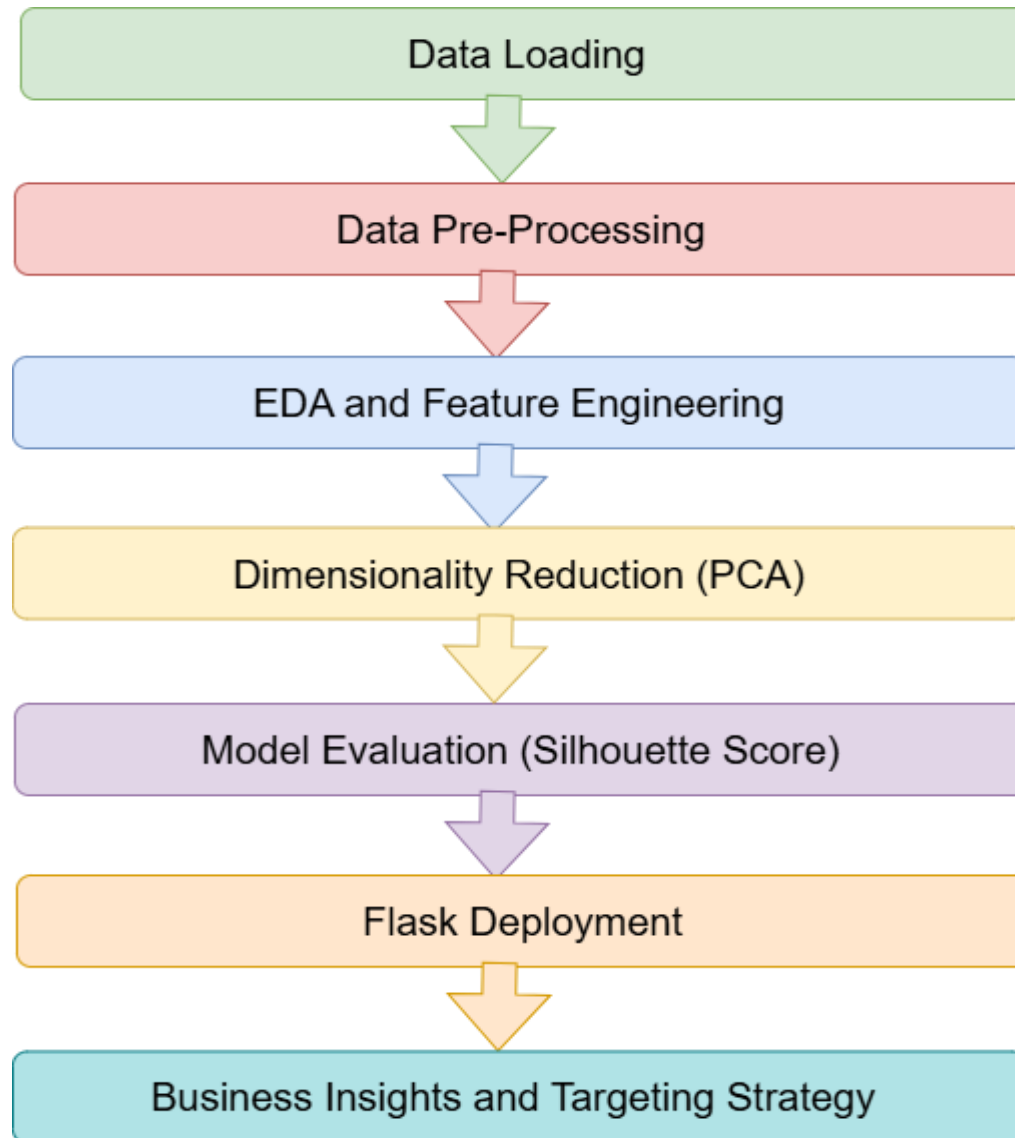 Data Loading
Data Pre-Processing
EDA and Feature Engineering
Dimensionality Reduction (PCA)
Model Evaluation (Silhouette Score)
Flask Deployment
Business Insights and Targeting Strategy